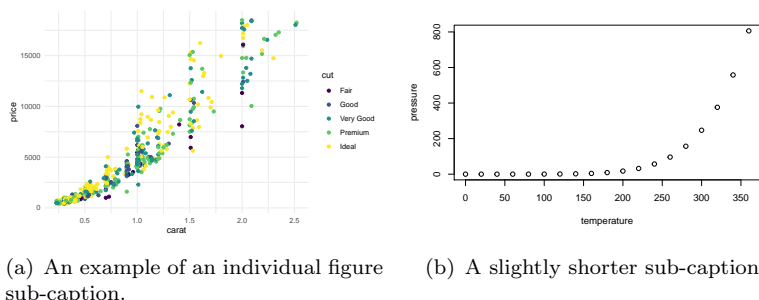 15000
10000
5000
0
price
0.5 1.0 1.5 2.0 2.5
carat
cut
Fair
Good
Very Good
Premium
Ideal
800
600
400
200
0
pressure
0 50 100 150 200 250 300 350
temperature
(a) An example of an individual figure
sub-caption.
(b) A slightly shorter sub-caption